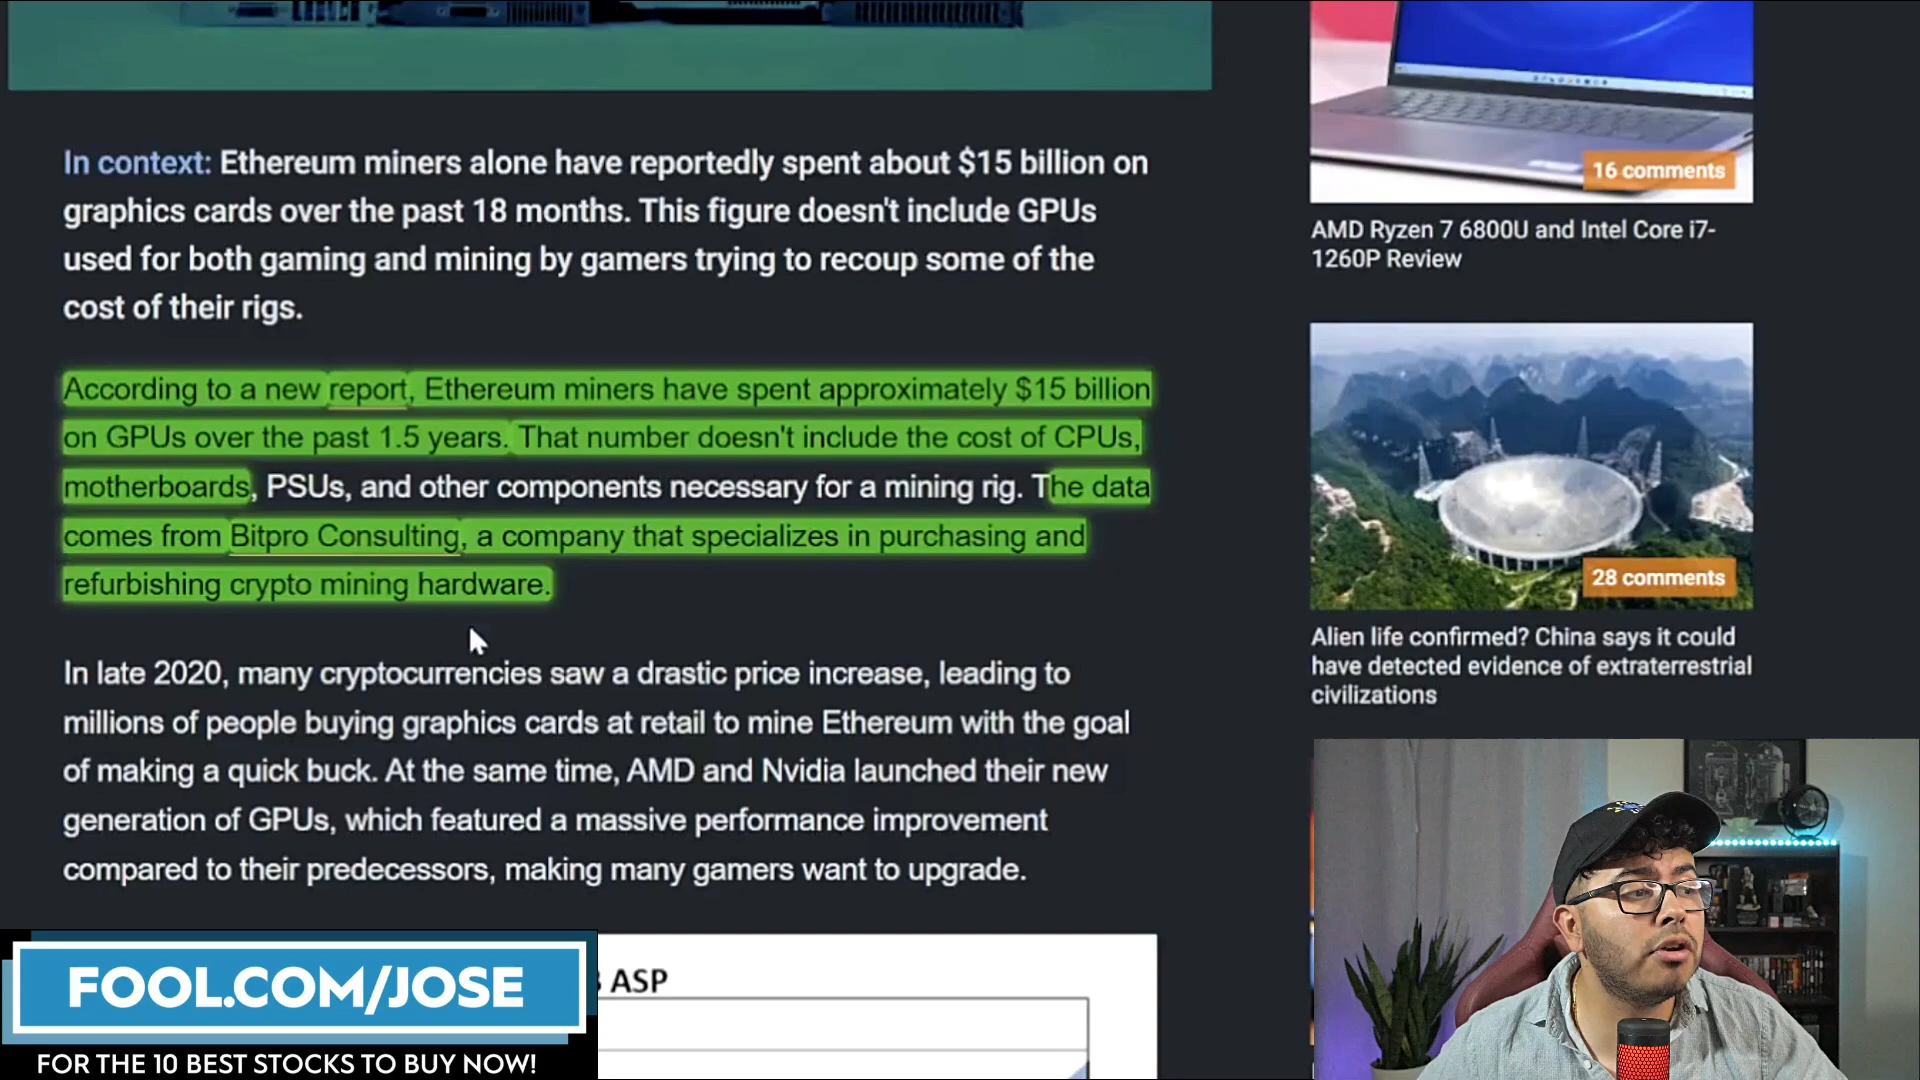 In context: Ethereum miners alone have reportedly spent about $15 billion on
graphics cards over the past 18 months. This figure doesn't include GPUs
used for both gaming and mining by gamers trying to recoup some of the
cost of their rigs.
According to a new report, Ethereum miners have spent approximately $15 billion
on GPUs over the past 1.5 years. That number doesn't include the cost of CPUs,
motherboards, PSUs, and other components necessary for a mining rig. The data
comes from Bitpro Consulting, a company that specializes in purchasing and
refurbishing crypto mining hardware.
In late 2020, many cryptocurrencies saw a drastic price increase, leading to
millions of people buying graphics cards at retail to mine Ethereum with the goal
of making a quick buck. At the same time, AMD and Nvidia launched their new
generation of GPUs, which featured a massive performance improvement
compared to their predecessors, making many gamers want to upgrade.
ASP
16 comments
AMD Ryzen 7 6800U and Intel Core i7-
1260P Review
28 comments
Alien life confirmed? China says it could
have detected evidence of extraterrestrial
civilizations
FOOL.COM/JOSE
FOR THE 10 BEST STOCKS TO BUY NOW!